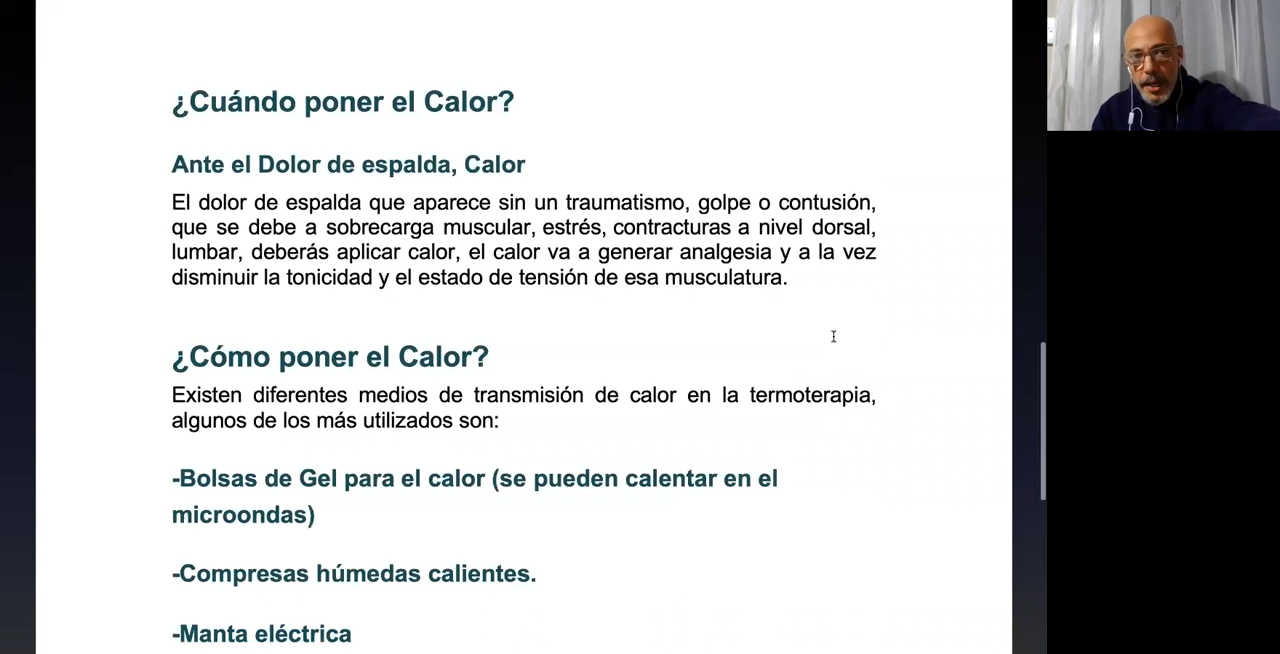 ¿Cuándo poner el Calor?
Ante el Dolor de espalda, Calor
El dolor de espalda que aparece sin un traumatismo, golpe o contusión,
que se debe a sobrecarga muscular, estrés, contracturas a nivel dorsal,
lumbar, deberás aplicar calor, el calor va a generar analgesia y a la vez
disminuir la tonicidad y el estado de tensión de esa musculatura.
¿Cómo poner el Calor?
Existen diferentes medios de transmisión de calor en la termoterapia,
algunos de los más utilizados son:
-Bolsas de Gel para el calor (se pueden calentar en el
microondas)
-Compresas húmedas calientes.
-Manta eléctrica